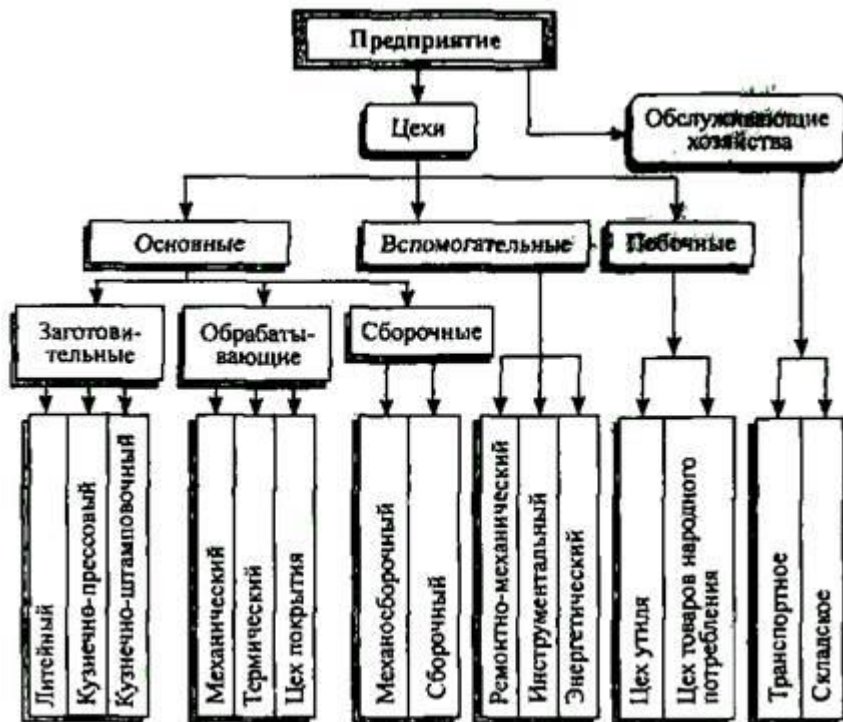 Предприятие
Цехи
Обслуживающие
хозяйства
Основные
Вспомогательные
Побочные
Заготови-
тельные
Обрабаты-
вающие
Сборочные
Литейный
Кузнечно-прессовый
Кузнечно-штамповочный
Механический
Термический
Цех покрытия
Механосборочный
Сборочный
Ремонтно-механический
Инструментальный
Энергетический
Цех утиля
Цех товаров народного
потребления
Транспортное
Складское